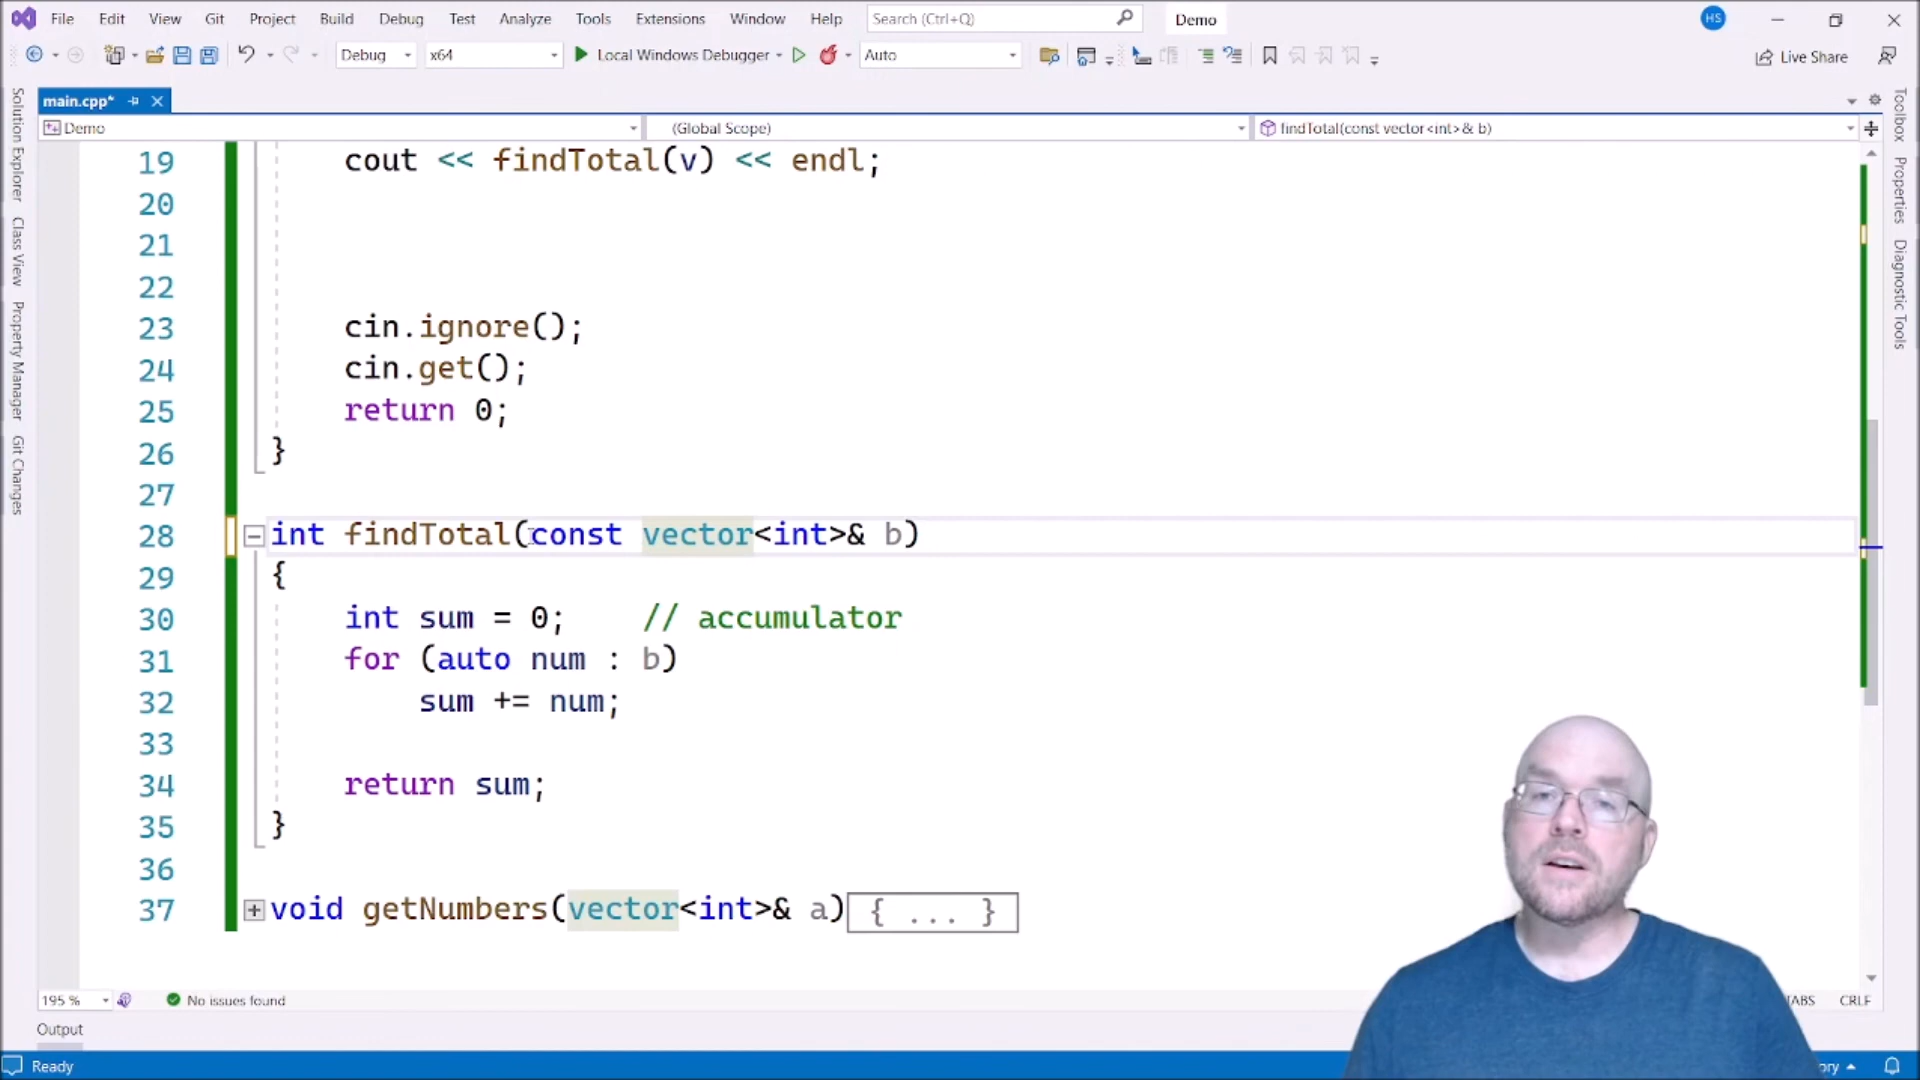 File Edit View Git Project Build Debug Test Analyze Tools Extensions Window Help Search (Ctrl+Q) Demo HS
Debug x64 Local Windows Debugger Auto Live Share
main.cpp*
Demo (Global Scope) findTotal(const vector<int>& b)
Solution Explorer
Class View
Property Manager
Git Changes
19 cout << findTotal(v) << endl;
20
21
22
23 cin.ignore();
24 cin.get();
25 return 0;
26 }
27
28 int findTotal(const vector<int>& b)
29 {
30 int sum = 0; // accumulator
31 for (auto num : b)
32 sum += num;
33
34 return sum;
35 }
36
37 void getNumbers(vector<int>& a){ ... }
Toolbox
Properties
Diagnostic Tools
195 % No issues found CRLF
Output
Ready